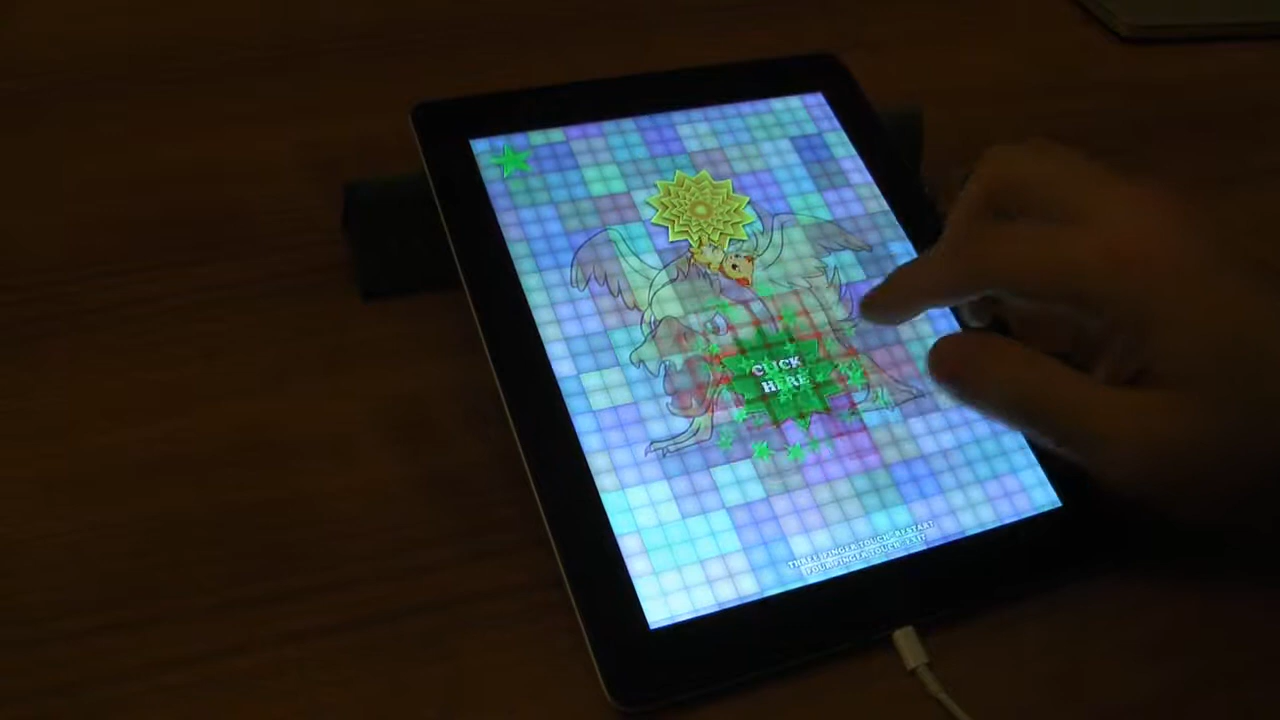 CLICK
HERE
THREE FINGER TOUCH=RESTART
FOUR FINGER TOUCH=EXIT